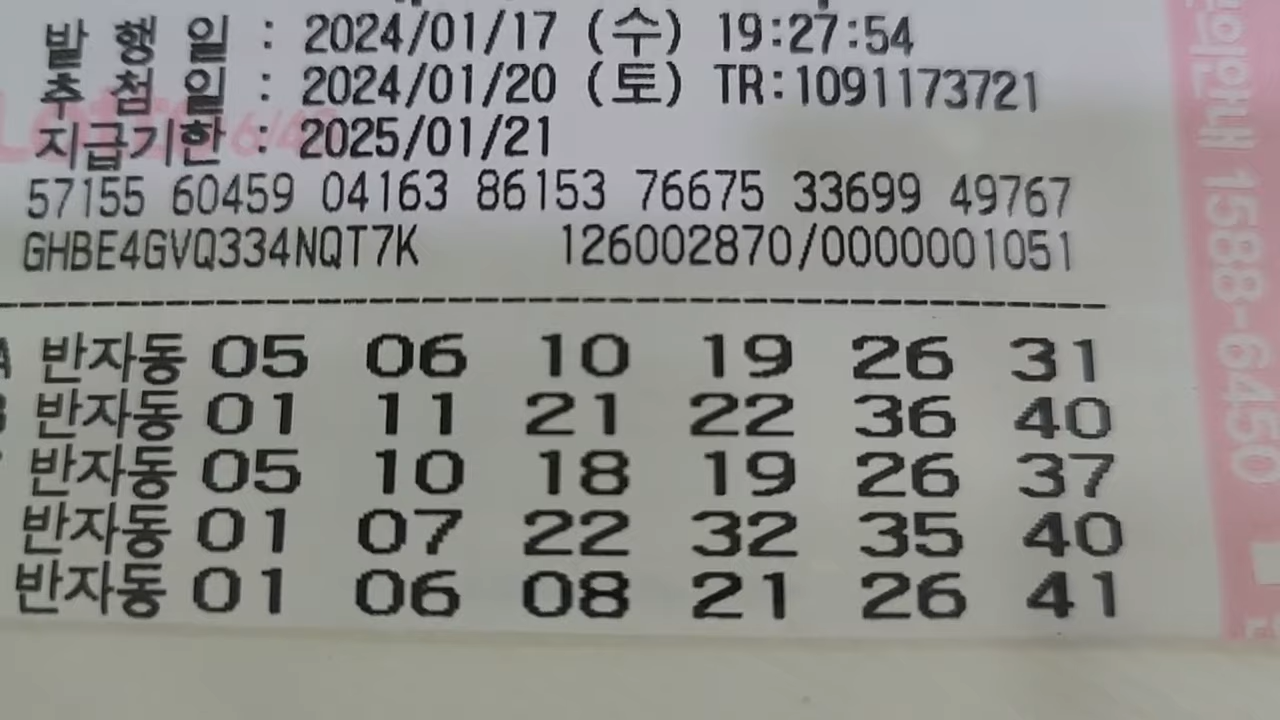 발 행 일 : 2024/01/17 (수) 19:27:54
추 첨 일 : 2024/01/20 (토) TR:1091173721
지급기한 : 2025/01/21
57155 60459 04163 86153 76675 33699 49767
GHBE4GVQ334NQT7K 126002870/0000001051
A 반자동 05 06 10 19 26 31
B 반자동 01 11 21 22 36 40
반자동 05 10 18 19 26 37
반자동 01 07 22 32 35 40
반자동 01 06 08 21 26 41
1588-6450